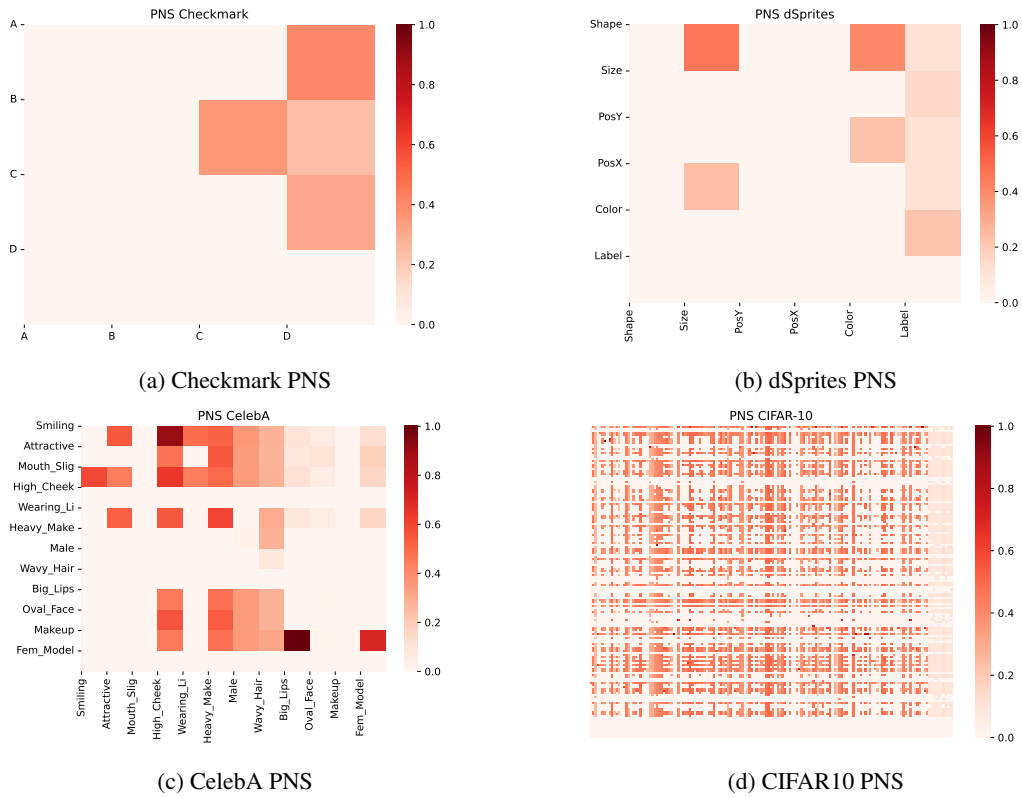 PNS Checkmark
A
B
C
D
A B C D
1.0
0.8
0.6
0.4
0.2
0.0
(a) Checkmark PNS
PNS dSprites
Shape
Size
PosY
PosX
Color
Label
Shape Size PosY PosX Color Label
1.0
0.8
0.6
0.4
0.2
0.0
(b) dSprites PNS
PNS CelebA
Smiling
Attractive
Mouth_Slig
High_Cheek
Wearing_Li
Heavy_Make
Male
Wavy_Hair
Big_Lips
Oval_Face
Makeup
Fem_Model
Smiling Attractive Mouth_Slig High_Cheek Wearing_Li Heavy_Make Male Wavy_Hair Big_Lips Oval_Face Makeup Fem_Model
1.0
0.8
0.6
0.4
0.2
0.0
(c) CelebA PNS
PNS CIFAR-10
1.0
0.8
0.6
0.4
0.2
0.0
(d) CIFAR10 PNS